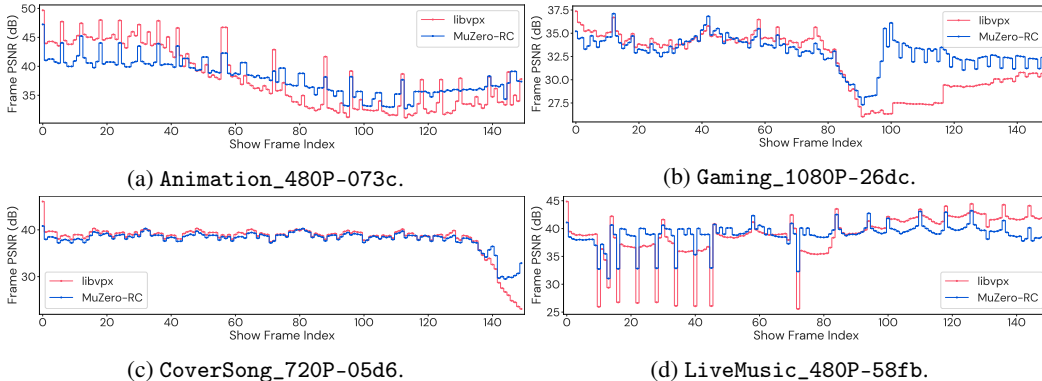 50
45
40
35
Frame PSNR (dB)
libvpx
MuZero-RC
0 20 40 60 80 100 120 140
Show Frame Index
(a) Animation_480P-073c.
37.5
35.0
32.5
30.0
27.5
Frame PSNR (dB)
libvpx
MuZero-RC
0 20 40 60 80 100 120 140
Show Frame Index
(b) Gaming_1080P-26dc.
40
30
Frame PSNR (dB)
libvpx
MuZero-RC
0 20 40 60 80 100 120 140
Show Frame Index
(c) CoverSong_720P-05d6.
45
40
35
30
25
Frame PSNR (dB)
libvpx
MuZero-RC
0 20 40 60 80 100 120 140
Show Frame Index
(d) LiveMusic_480P-58fb.